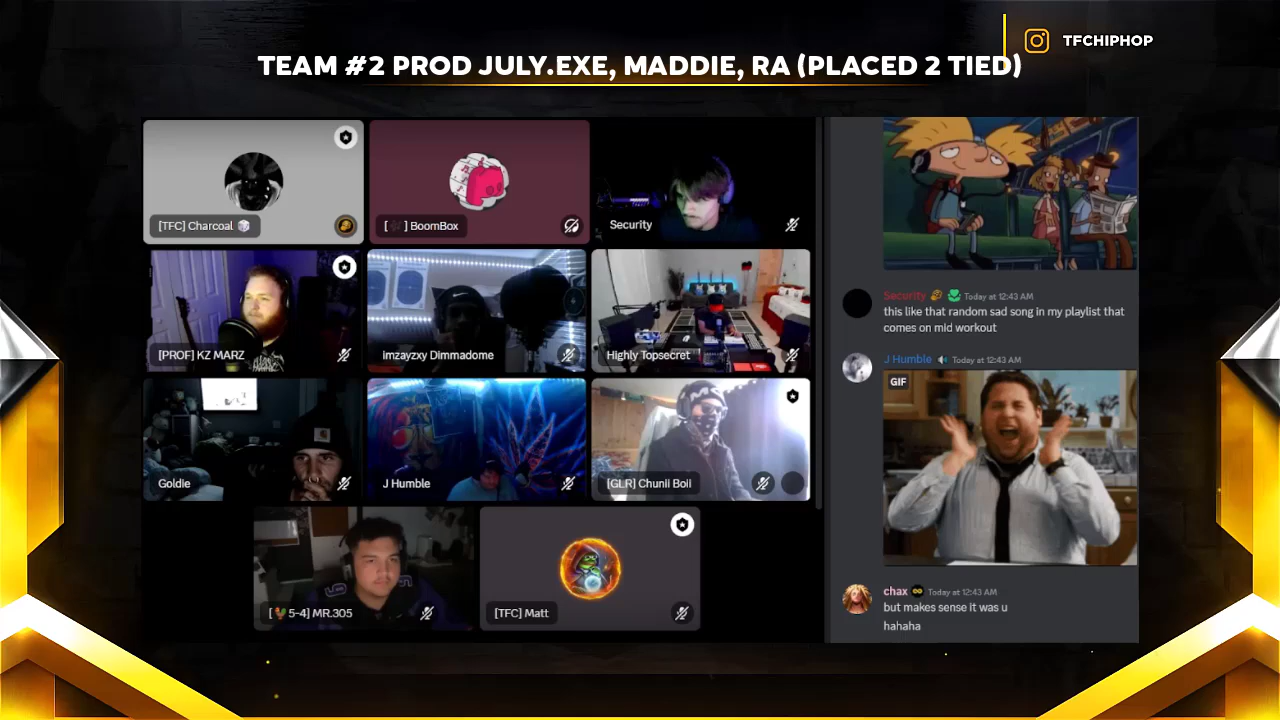 TFCHIPHOP
TEAM #2 PROD JULY.EXE, MADDIE, RA (PLACED 2 TIED)
[TFC] Charcoal
[ ] BoomBox
Security
[PROF] KZ MARZ
imzayzxy Dimmadome
Highly Topsecret
Goldie
J Humble
[GLR] Chunii Boii
[ 5-4] MR.305
[TFC] Matt
Security Today at 12:43 AM
this like that random sad song in my playlist that
comes on mid workout
J Humble Today at 12:43 AM
GIF
chax Today at 12:43 AM
but makes sense it was u
hahaha